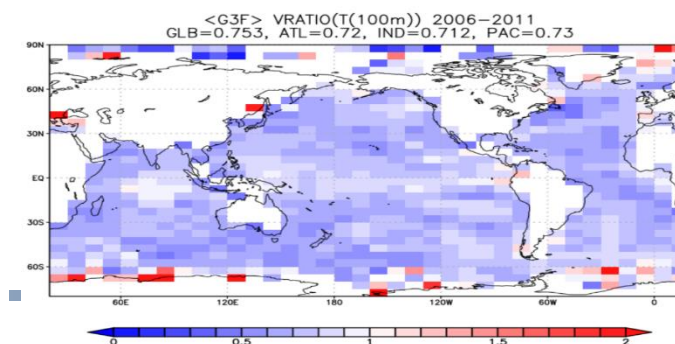 <G3F> VRATIO(T(100m)) 2006−2011
GLB=0.753, ATL=0.72, IND=0.712, PAC=0.73
90N
60N
30N
EQ
30S
60S
60E 120E 180 120W 60W 0
0 0.5 1 1.5 2